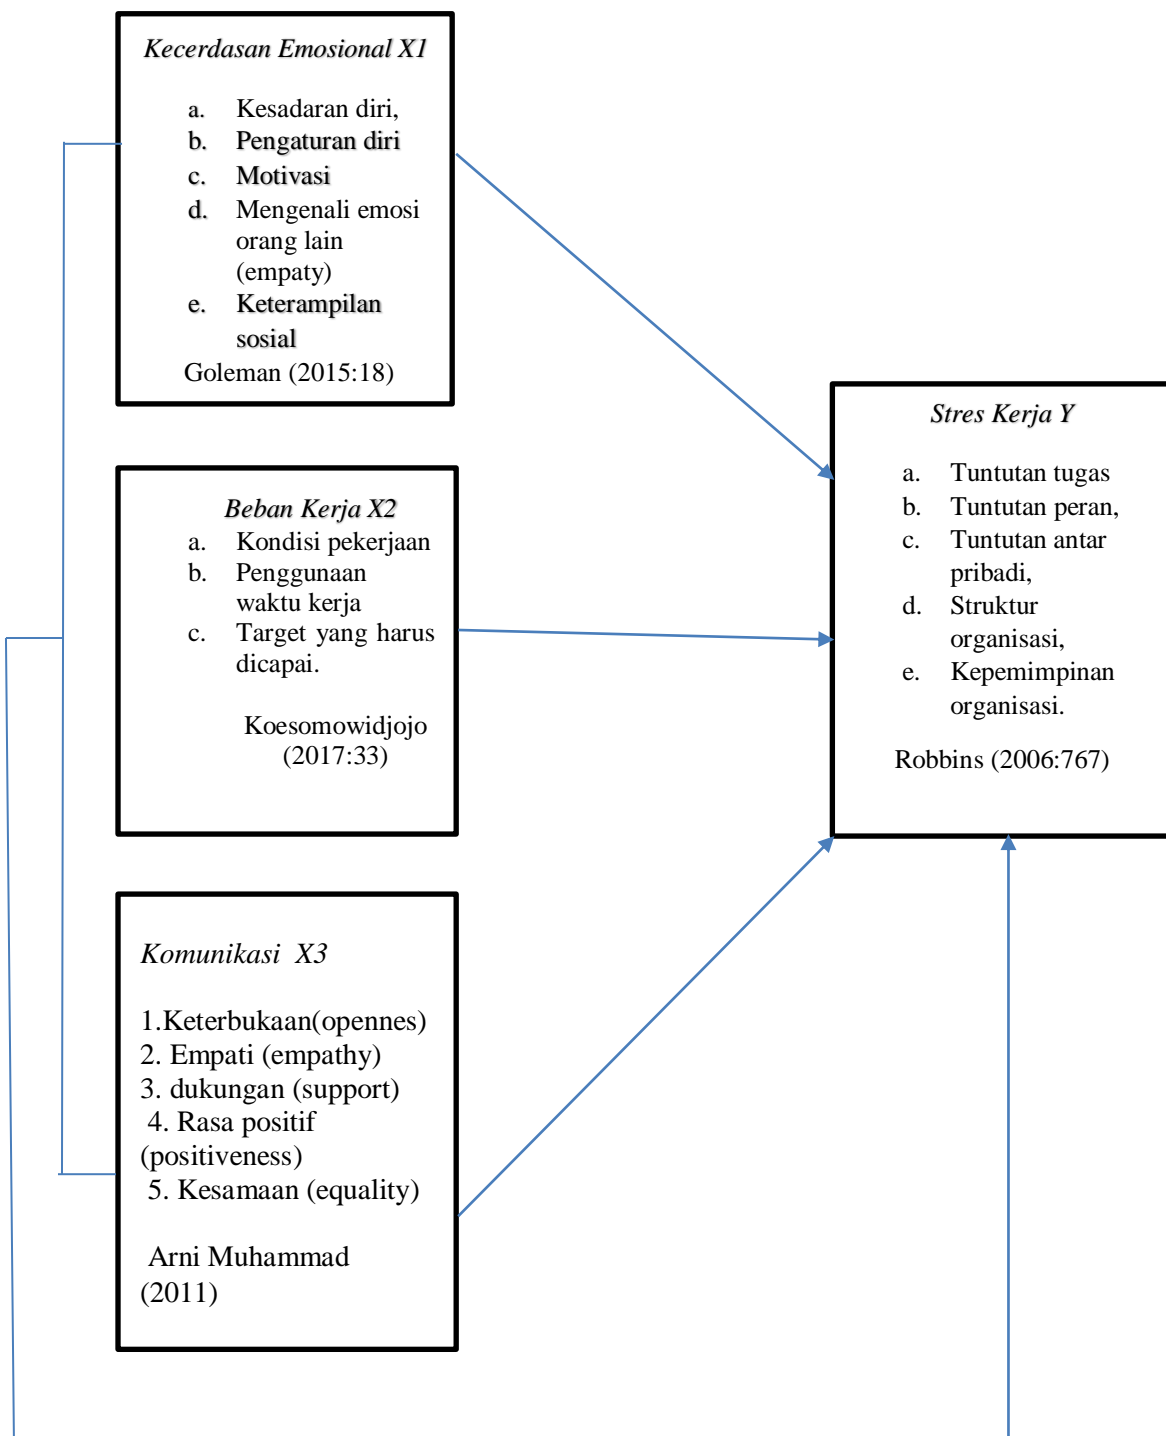 Kecerdasan Emosional X1
a. Kesadaran diri,
b. Pengaturan diri
c. Motivasi
d. Mengenali emosi
orang lain
(empaty)
e. Keterampilan
sosial
Goleman (2015:18)
Beban Kerja X2
a. Kondisi pekerjaan
b. Penggunaan
waktu kerja
c. Target yang harus
dicapai.
Koesomowidjojo
(2017:33)
Komunikasi X3
1.Keterbukaan(opennes)
2. Empati (empathy)
3. dukungan (support)
4. Rasa positif
(positiveness)
5. Kesamaan (equality)
Arni Muhammad
(2011)
Stres Kerja Y
a. Tuntutan tugas
b. Tuntutan peran,
c. Tuntutan antar
pribadi,
d. Struktur
organisasi,
e. Kepemimpinan
organisasi.
Robbins (2006:767)